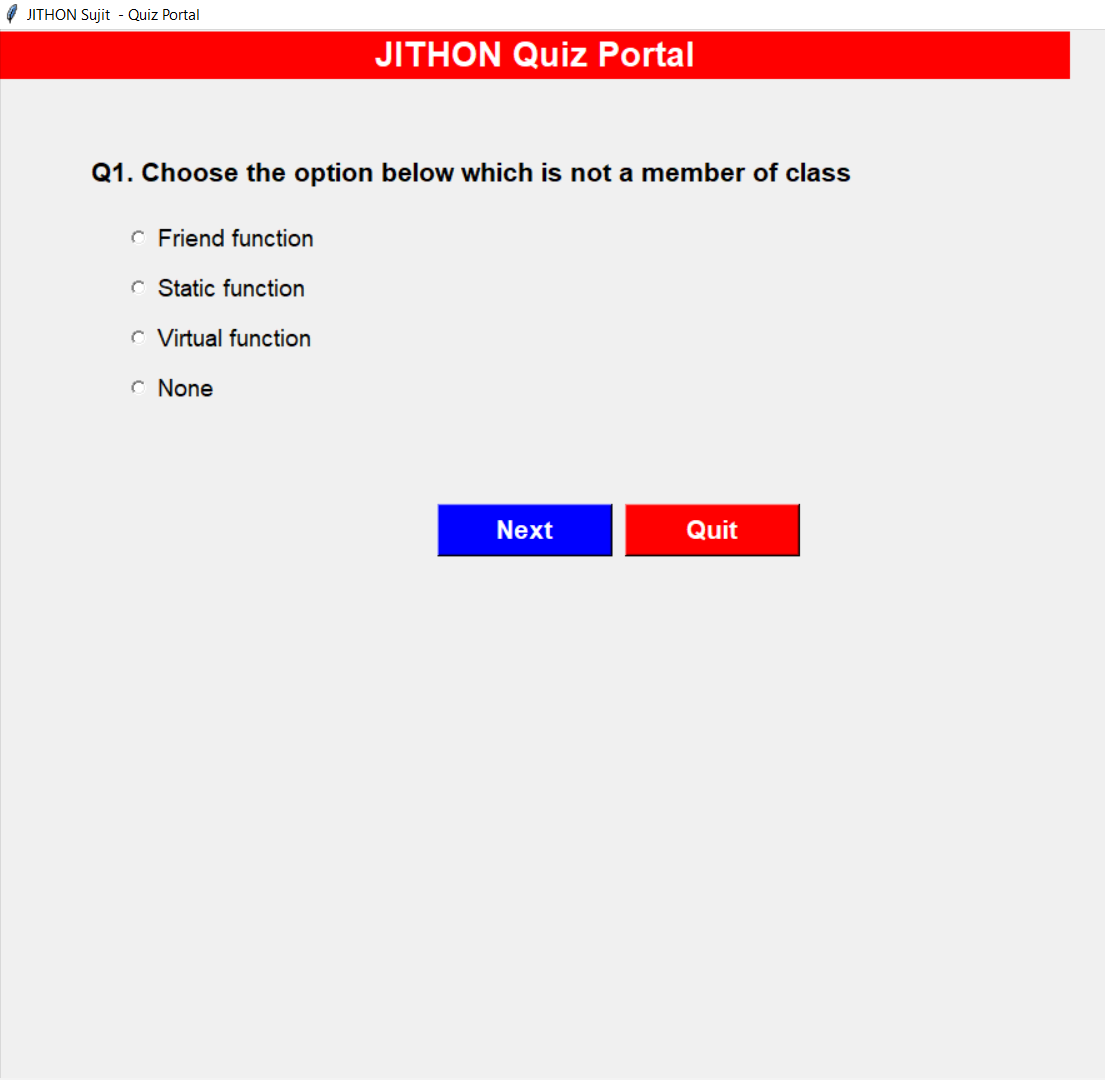 JITHON Sujit  - Quiz Portal
JITHON Quiz Portal
Q1. Choose the option below which is not a member of class
Friend function
Static function
Virtual function
None
Next Quit